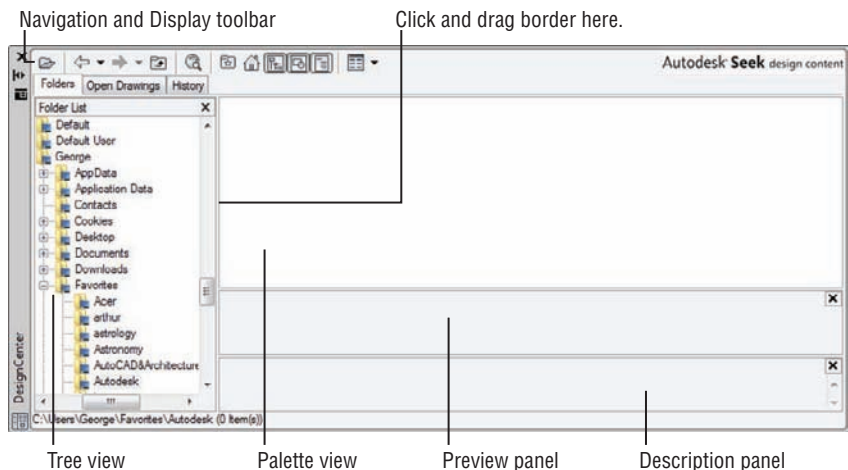 Navigation and Display toolbar
Click and drag border here.
Autodesk Seek design content
Folders Open Drawings History
Folder List
Default
Default User
George
AppData
Application Data
Contacts
Cookies
Desktop
Documents
Downloads
Favorites
Acer
arthur
astrology
Astronomy
AutoCAD&Architecture
Autodesk
DesignCenter
C:\Users\George\Favorites\Autodesk (0 Item(s))
Tree view
Palette view
Preview panel
Description panel